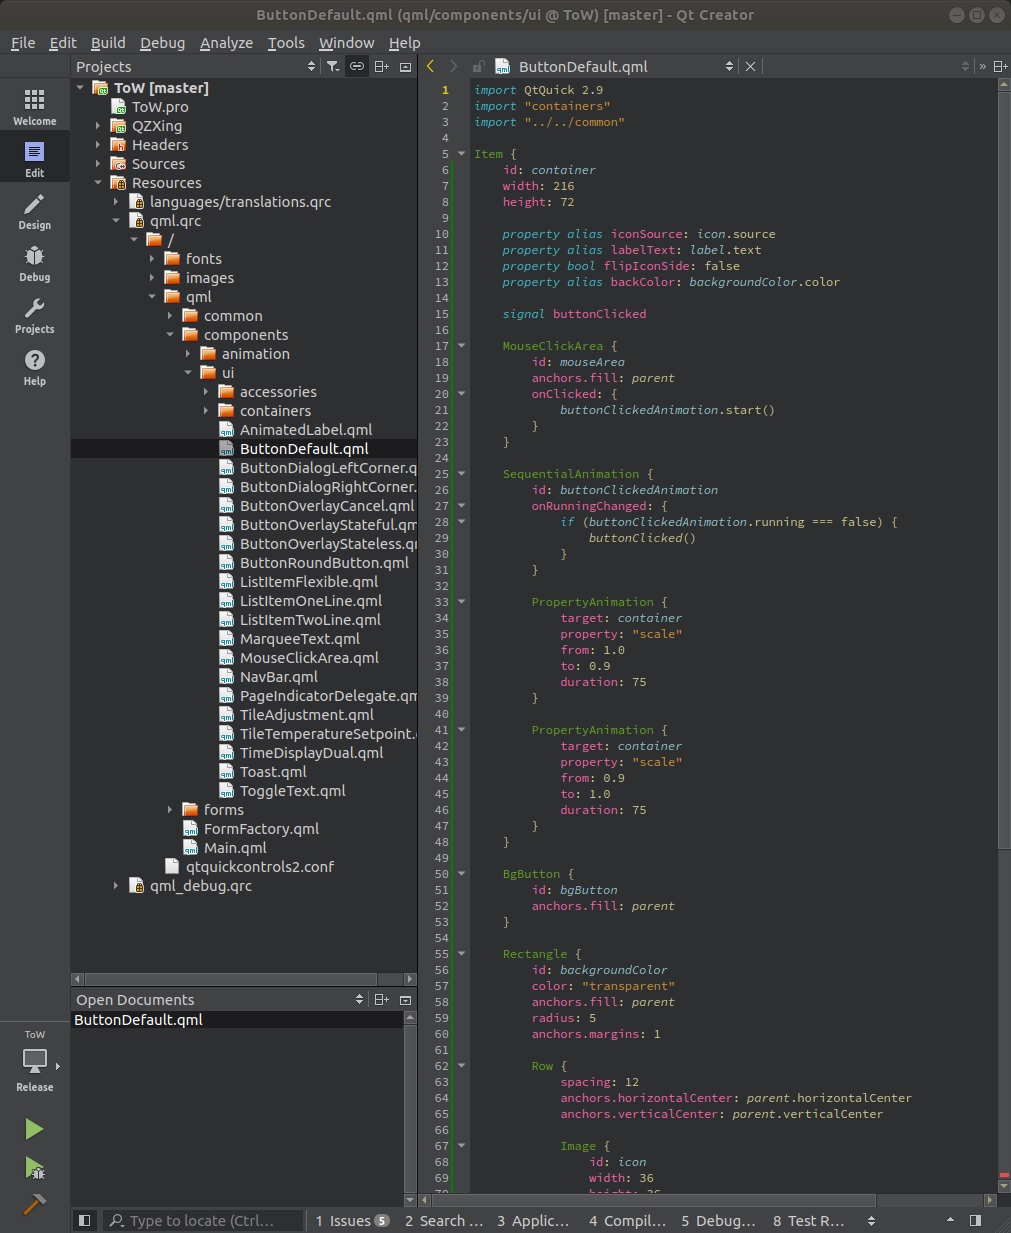 ButtonDefault.qml (qml/components/ui @ ToW) [master] - Qt Creator
File Edit Build Debug Analyze Tools Window Help
Projects
ButtonDefault.qml
Welcome
Edit
Design
Debug
Projects
Help
ToW [master]
ToW.pro
QZXing
Headers
Sources
Resources
languages/translations.qrc
qml.qrc
/
fonts
images
qml
common
components
animation
ui
accessories
containers
AnimatedLabel.qml
ButtonDefault.qml
ButtonDialogLeftCorner.q
ButtonDialogRightCorner.
ButtonOverlayCancel.qml
ButtonOverlayStateful.qm
ButtonOverlayStateless.q
ButtonRoundButton.qml
ListItemFlexible.qml
ListItemOneLine.qml
ListItemTwoLine.qml
MarqueeText.qml
MouseClickArea.qml
NavBar.qml
PageIndicatorDelegate.qm
TileAdjustment.qml
TileTemperatureSetpoint.
TimeDisplayDual.qml
Toast.qml
ToggleText.qml
forms
FormFactory.qml
Main.qml
qtquickcontrols2.conf
qml_debug.qrc
1 import QtQuick 2.9
2 import "containers"
3 import "../../common"
4
5 Item {
6 id: container
7 width: 216
8 height: 72
9
10 property alias iconSource: icon.source
11 property alias labelText: label.text
12 property bool flipIconSide: false
13 property alias backColor: backgroundColor.color
14
15 signal buttonClicked
16
17 MouseClickArea {
18 id: mouseArea
19 anchors.fill: parent
20 onClicked: {
21 buttonClickedAnimation.start()
22 }
23 }
24
25 SequentialAnimation {
26 id: buttonClickedAnimation
27 onRunningChanged: {
28 if (buttonClickedAnimation.running === false) {
29 buttonClicked()
30 }
31 }
32
33 PropertyAnimation {
34 target: container
35 property: "scale"
36 from: 1.0
37 to: 0.9
38 duration: 75
39 }
40
41 PropertyAnimation {
42 target: container
43 property: "scale"
44 from: 0.9
45 to: 1.0
46 duration: 75
47 }
48 }
49
50 BgButton {
51 id: bgButton
52 anchors.fill: parent
53 }
54
55 Rectangle {
56 id: backgroundColor
57 color: "transparent"
58 anchors.fill: parent
59 radius: 5
60 anchors.margins: 1
61
62 Row {
63 spacing: 12
64 anchors.horizontalCenter: parent.horizontalCenter
65 anchors.verticalCenter: parent.verticalCenter
66
67 Image {
68 id: icon
69 width: 36
70 height: 36
Open Documents
ButtonDefault.qml
ToW
Release
Type to locate (Ctrl...
1 Issues 5 2 Search ... 3 Applic... 4 Compil... 5 Debug... 8 Test R...